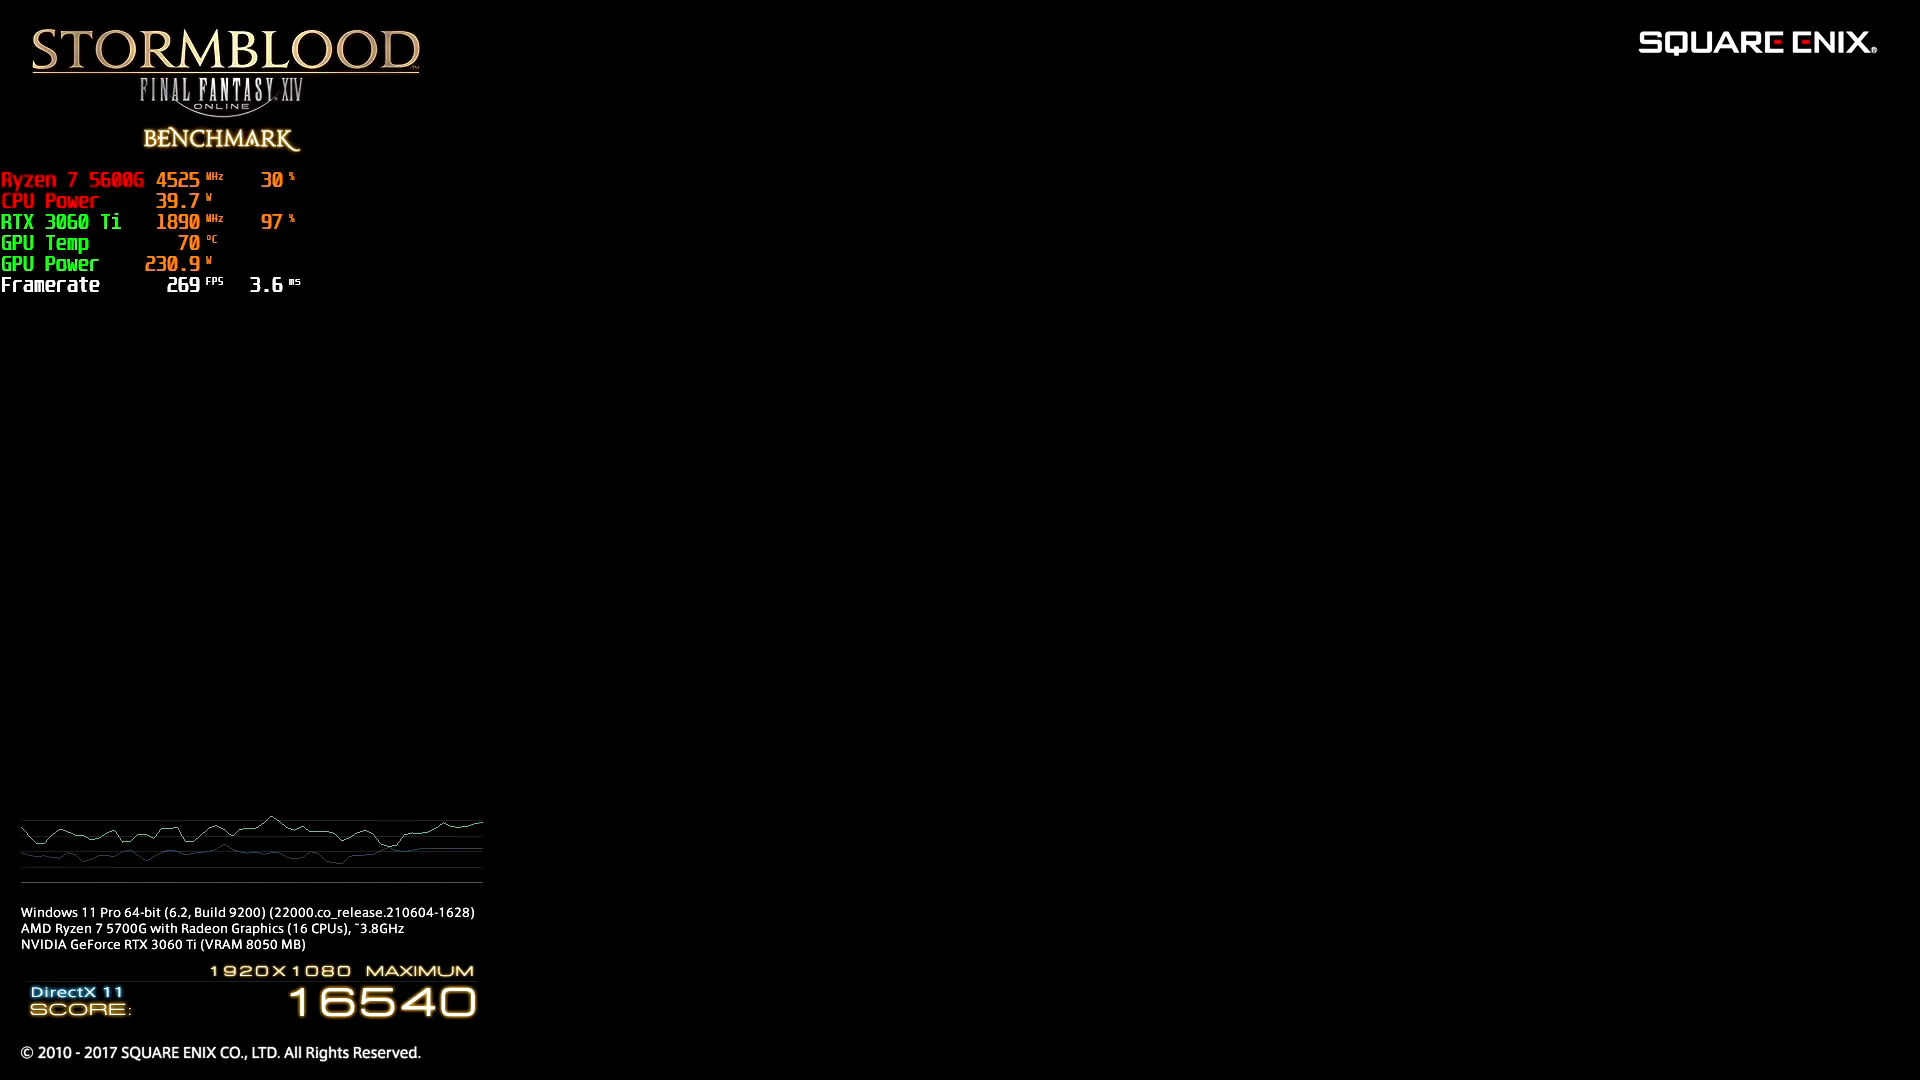 STORMBLOOD™
FINAL FANTASY XIV
ONLINE
BENCHMARK
SQUARE ENIX®
Ryzen 7 5600G 4525 MHz 30 %
CPU Power 39.7 W
RTX 3060 Ti 1890 MHz 97 %
GPU Temp 70 °C
GPU Power 230.9 W
Framerate 269 FPS 3.6 ms
Windows 11 Pro 64-bit (6.2, Build 9200) (22000.co_release.210604-1628)
AMD Ryzen 7 5700G with Radeon Graphics (16 CPUs), ~3.8GHz
NVIDIA GeForce RTX 3060 Ti (VRAM 8050 MB)
1920X1080 MAXIMUM
DirectX 11
SCORE: 16540
© 2010 - 2017 SQUARE ENIX CO., LTD. All Rights Reserved.